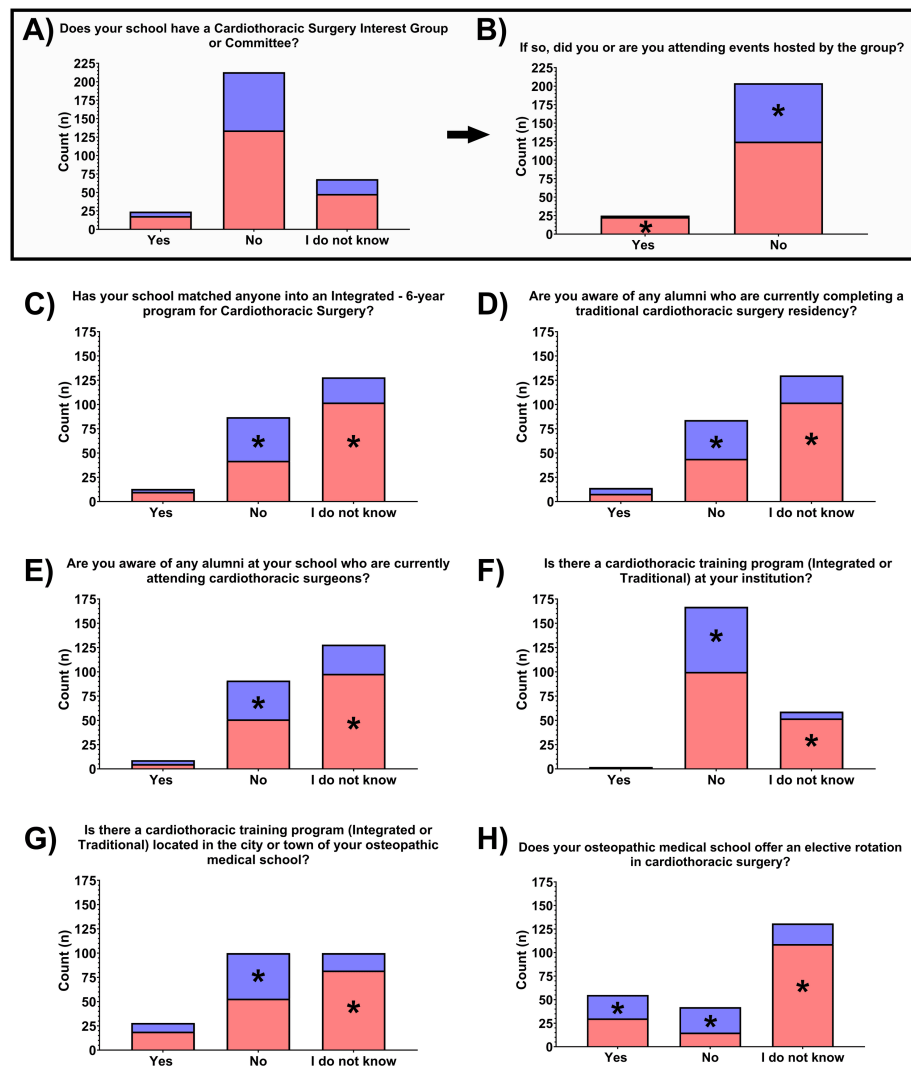 A)
Does your school have a Cardiothoracic Surgery Interest Group
or Committee?
Count (n)
225
200
175
150
125
100
75
50
25
0
Yes No I do not know
B)
If so, did you or are you attending events hosted by the group?
Count (n)
225
200
175
150
125
100
75
50
25
0
*
*
Yes No
C)
Has your school matched anyone into an Integrated - 6-year
program for Cardiothoracic Surgery?
Count (n)
175
150
125
100
75
50
25
0
* *
Yes No I do not know
D)
Are you aware of any alumni who are currently completing a
traditional cardiothoracic surgery residency?
Count (n)
175
150
125
100
75
50
25
0
* *
Yes No I do not know
E)
Are you aware of any alumni at your school who are currently
attending cardiothoracic surgeons?
Count (n)
175
150
125
100
75
50
25
0
*
*
Yes No I do not know
F)
Is there a cardiothoracic training program (Integrated or
Traditional) at your institution?
Count (n)
175
150
125
100
75
50
25
0
*
*
Yes No I do not know
G)
Is there a cardiothoracic training program (Integrated or
Traditional) located in the city or town of your osteopathic
medical school?
Count (n)
175
150
125
100
75
50
25
0
*
*
Yes No I do not know
H)
Does your osteopathic medical school offer an elective rotation
in cardiothoracic surgery?
Count (n)
175
150
125
100
75
50
25
0
*
* *
Yes No I do not know